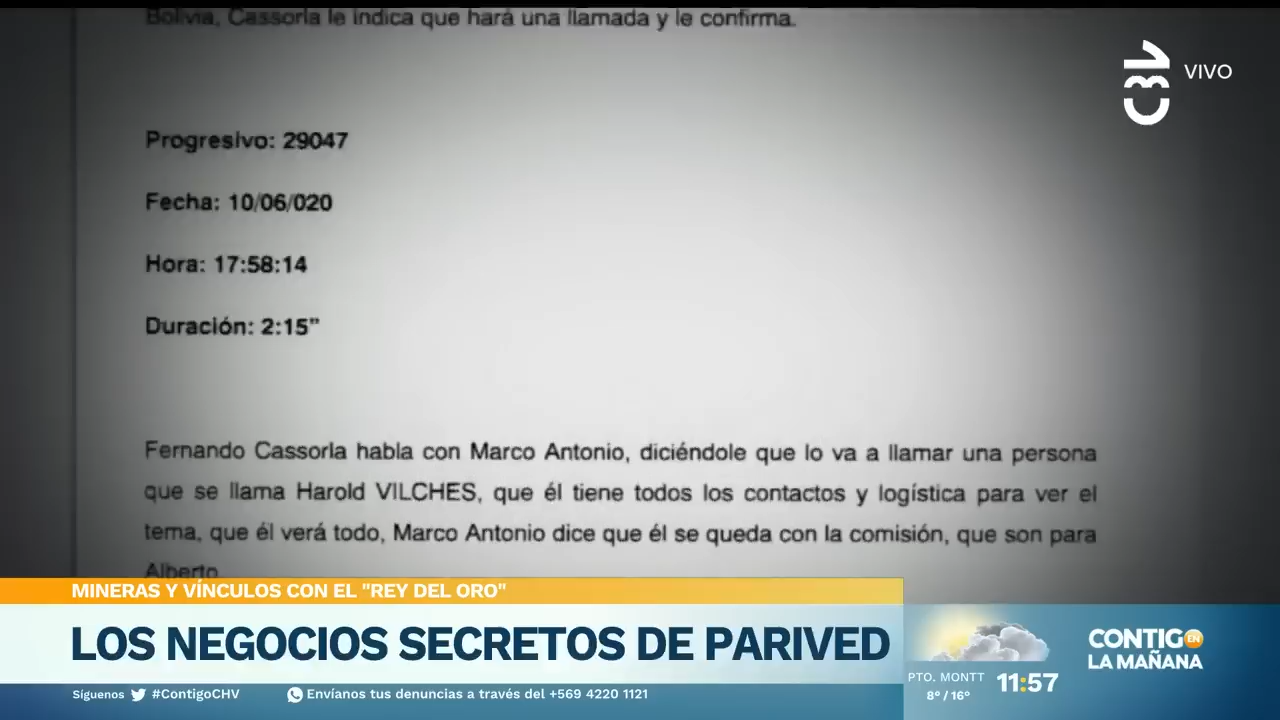 Bolivia, Cassorla le indica que hará una llamada y le confirma.
VIVO
Progresivo: 29047
Fecha: 10/06/020
Hora: 17:58:14
Duración: 2:15”
Fernando Cassorla habla con Marco Antonio, diciéndole que lo va a llamar una persona
que se llama Harold VILCHES, que él tiene todos los contactos y logística para ver el
tema, que él verá todo, Marco Antonio dice que él se queda con la comisión, que son para
Alberto
MINERAS Y VÍNCULOS CON EL "REY DEL ORO"
LOS NEGOCIOS SECRETOS DE PARIVED
CONTIGO EN
LA MAÑANA
PTO. MONTT
8° / 16°
11:57
Síguenos #ContigoCHV
Envíanos tus denuncias a través del +569 4220 1121